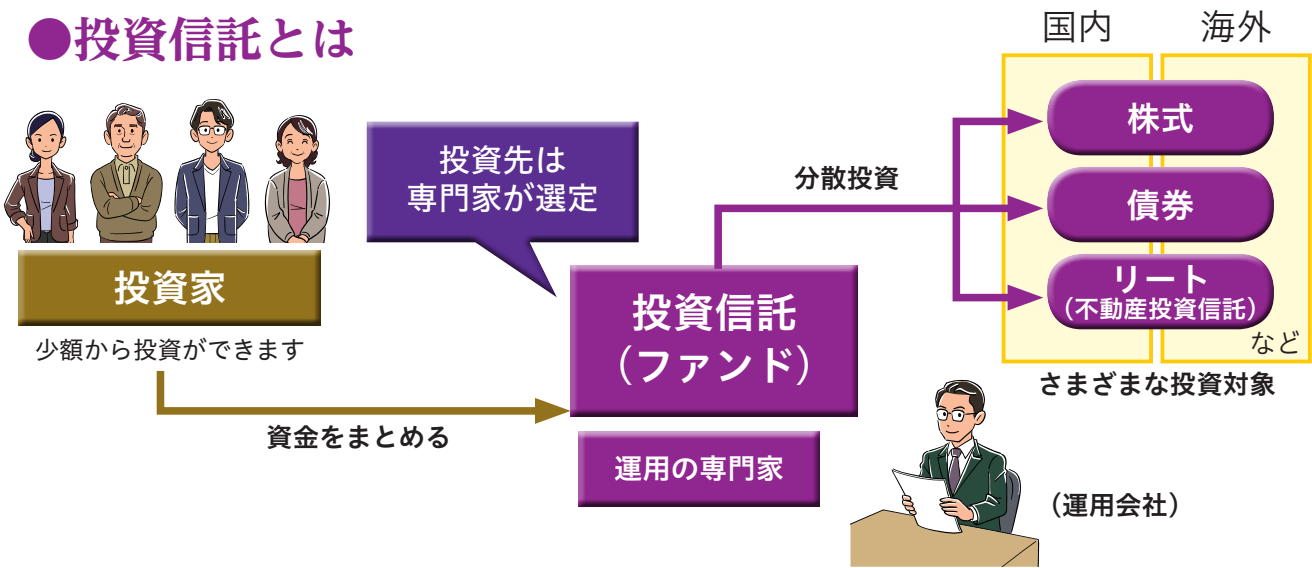 ●投資信託とは
国内
海外
投資先は
専門家が選定
分散投資
株式
債券
リート
（不動産投資信託）
など
さまざまな投資対象
投資家
少額から投資ができます
資金をまとめる
投資信託
（ファンド）
運用の専門家
（運用会社）